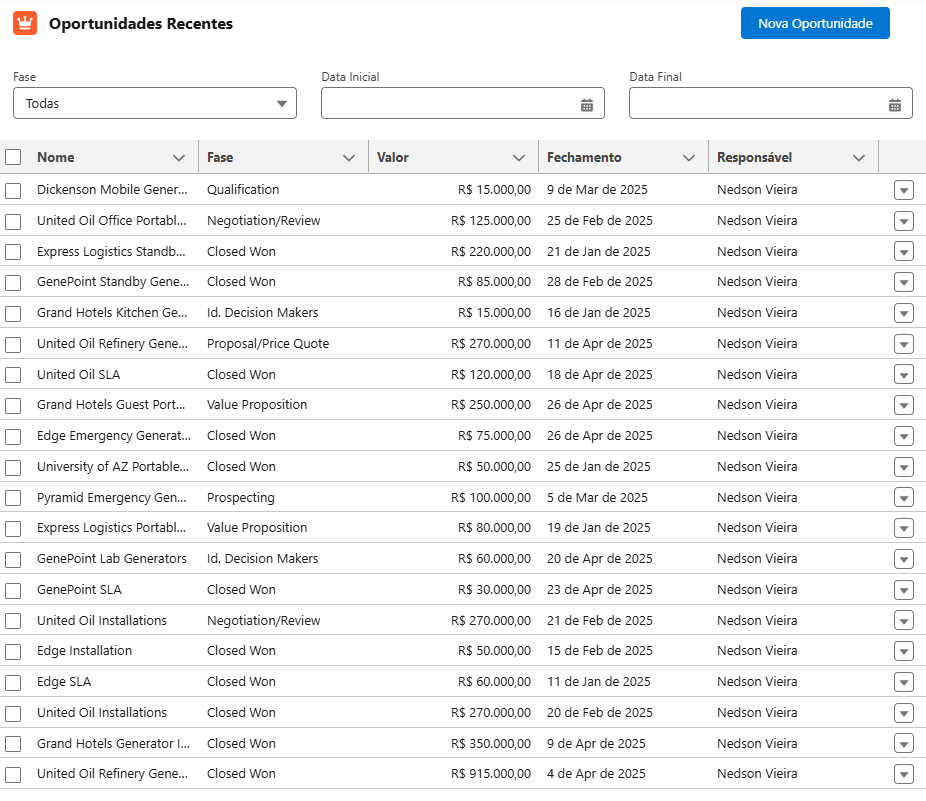 Oportunidades Recentes
Nova Oportunidade
Fase Data Inicial Data Final
Todas
Nome Fase Valor Fechamento Responsável
Dickenson Mobile Gener... Qualification R$ 15.000,00 9 de Mar de 2025 Nedson Vieira
United Oil Office Portabl... Negotiation/Review R$ 125.000,00 25 de Feb de 2025 Nedson Vieira
Express Logistics Standb... Closed Won R$ 220.000,00 21 de Jan de 2025 Nedson Vieira
GenePoint Standby Gene... Closed Won R$ 85.000,00 28 de Feb de 2025 Nedson Vieira
Grand Hotels Kitchen Ge... Id. Decision Makers R$ 15.000,00 16 de Jan de 2025 Nedson Vieira
United Oil Refinery Gene... Proposal/Price Quote R$ 270.000,00 11 de Apr de 2025 Nedson Vieira
United Oil SLA Closed Won R$ 120.000,00 18 de Apr de 2025 Nedson Vieira
Grand Hotels Guest Port... Value Proposition R$ 250.000,00 26 de Apr de 2025 Nedson Vieira
Edge Emergency Generat... Closed Won R$ 75.000,00 26 de Apr de 2025 Nedson Vieira
University of AZ Portable... Closed Won R$ 50.000,00 25 de Jan de 2025 Nedson Vieira
Pyramid Emergency Gen... Prospecting R$ 100.000,00 5 de Mar de 2025 Nedson Vieira
Express Logistics Portabl... Value Proposition R$ 80.000,00 19 de Jan de 2025 Nedson Vieira
GenePoint Lab Generators Id. Decision Makers R$ 60.000,00 20 de Apr de 2025 Nedson Vieira
GenePoint SLA Closed Won R$ 30.000,00 23 de Apr de 2025 Nedson Vieira
United Oil Installations Negotiation/Review R$ 270.000,00 21 de Feb de 2025 Nedson Vieira
Edge Installation Closed Won R$ 50.000,00 15 de Feb de 2025 Nedson Vieira
Edge SLA Closed Won R$ 60.000,00 11 de Jan de 2025 Nedson Vieira
United Oil Installations Closed Won R$ 270.000,00 20 de Feb de 2025 Nedson Vieira
Grand Hotels Generator I... Closed Won R$ 350.000,00 9 de Apr de 2025 Nedson Vieira
United Oil Refinery Gene... Closed Won R$ 915.000,00 4 de Apr de 2025 Nedson Vieira